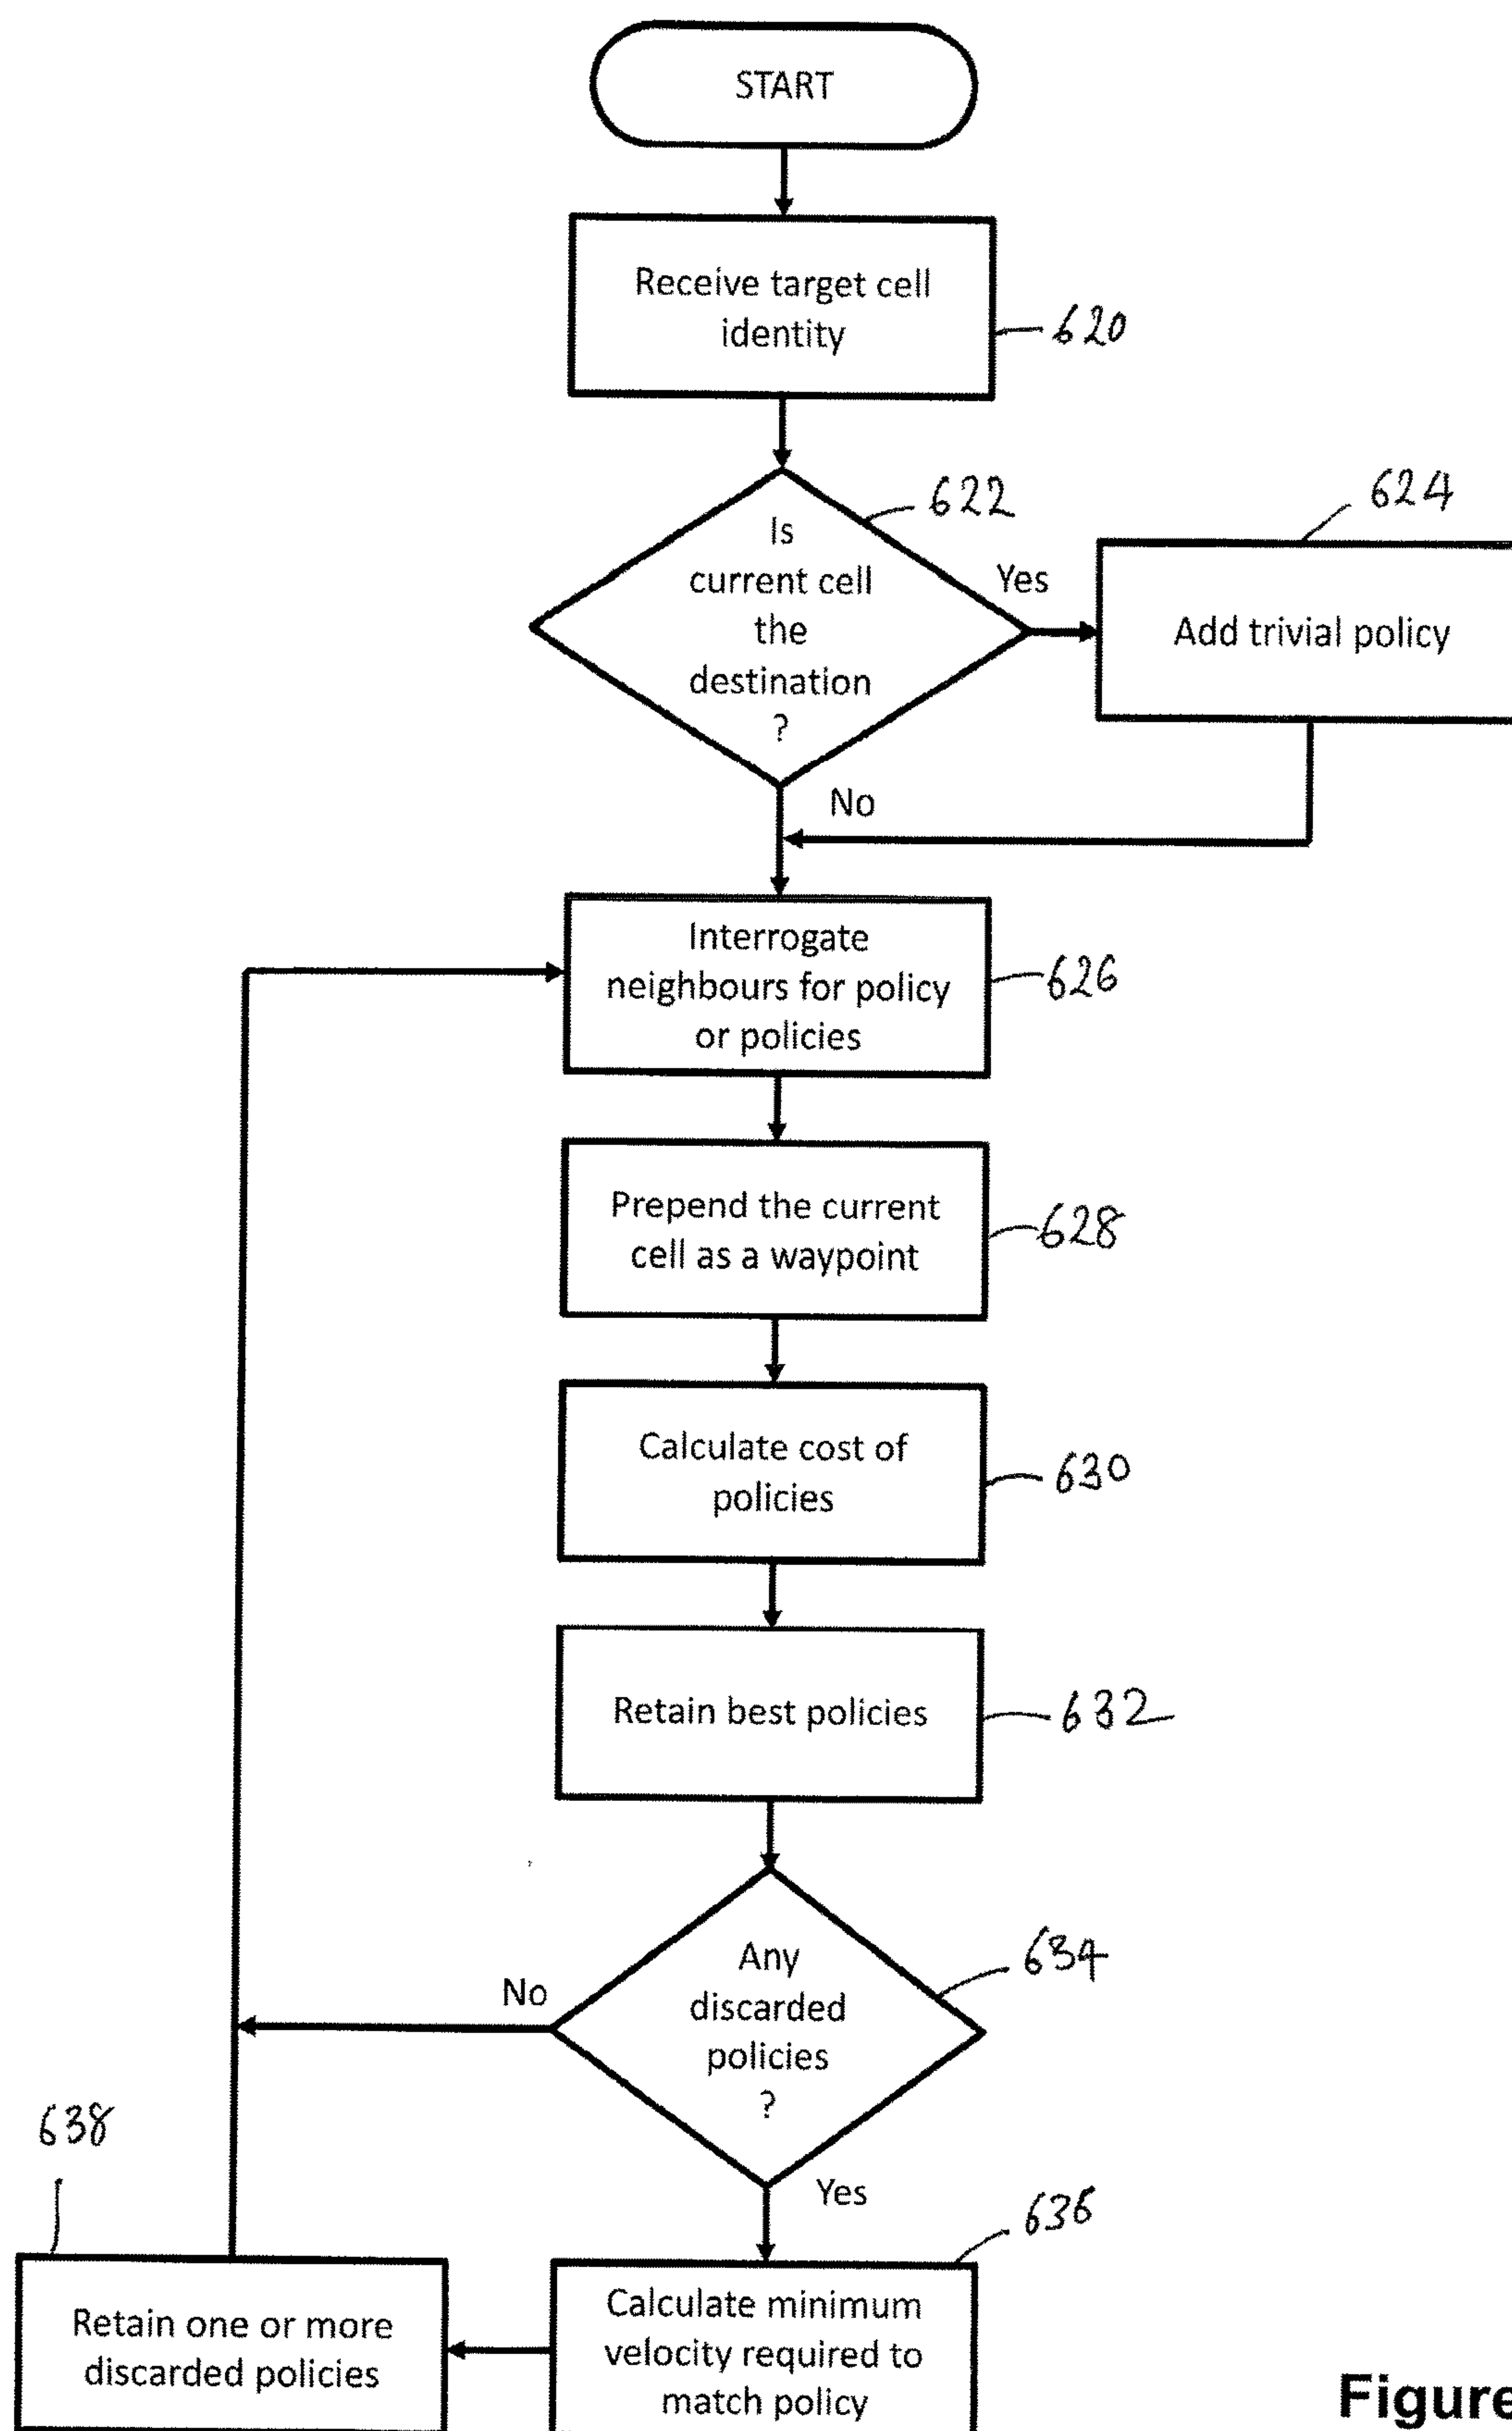 START
Receive target cell
identity
620
622
624
Is
current cell
the
destination
?
Yes
Add trivial policy
No
Interrogate
neighbours for policy
or policies
626
Prepend the current
cell as a waypoint
628
Calculate cost of
policies
630
Retain best policies
632
Any
discarded
policies
?
634
No
Yes
638
636
Retain one or more
discarded policies
Calculate minimum
velocity required to
match policy
Figure